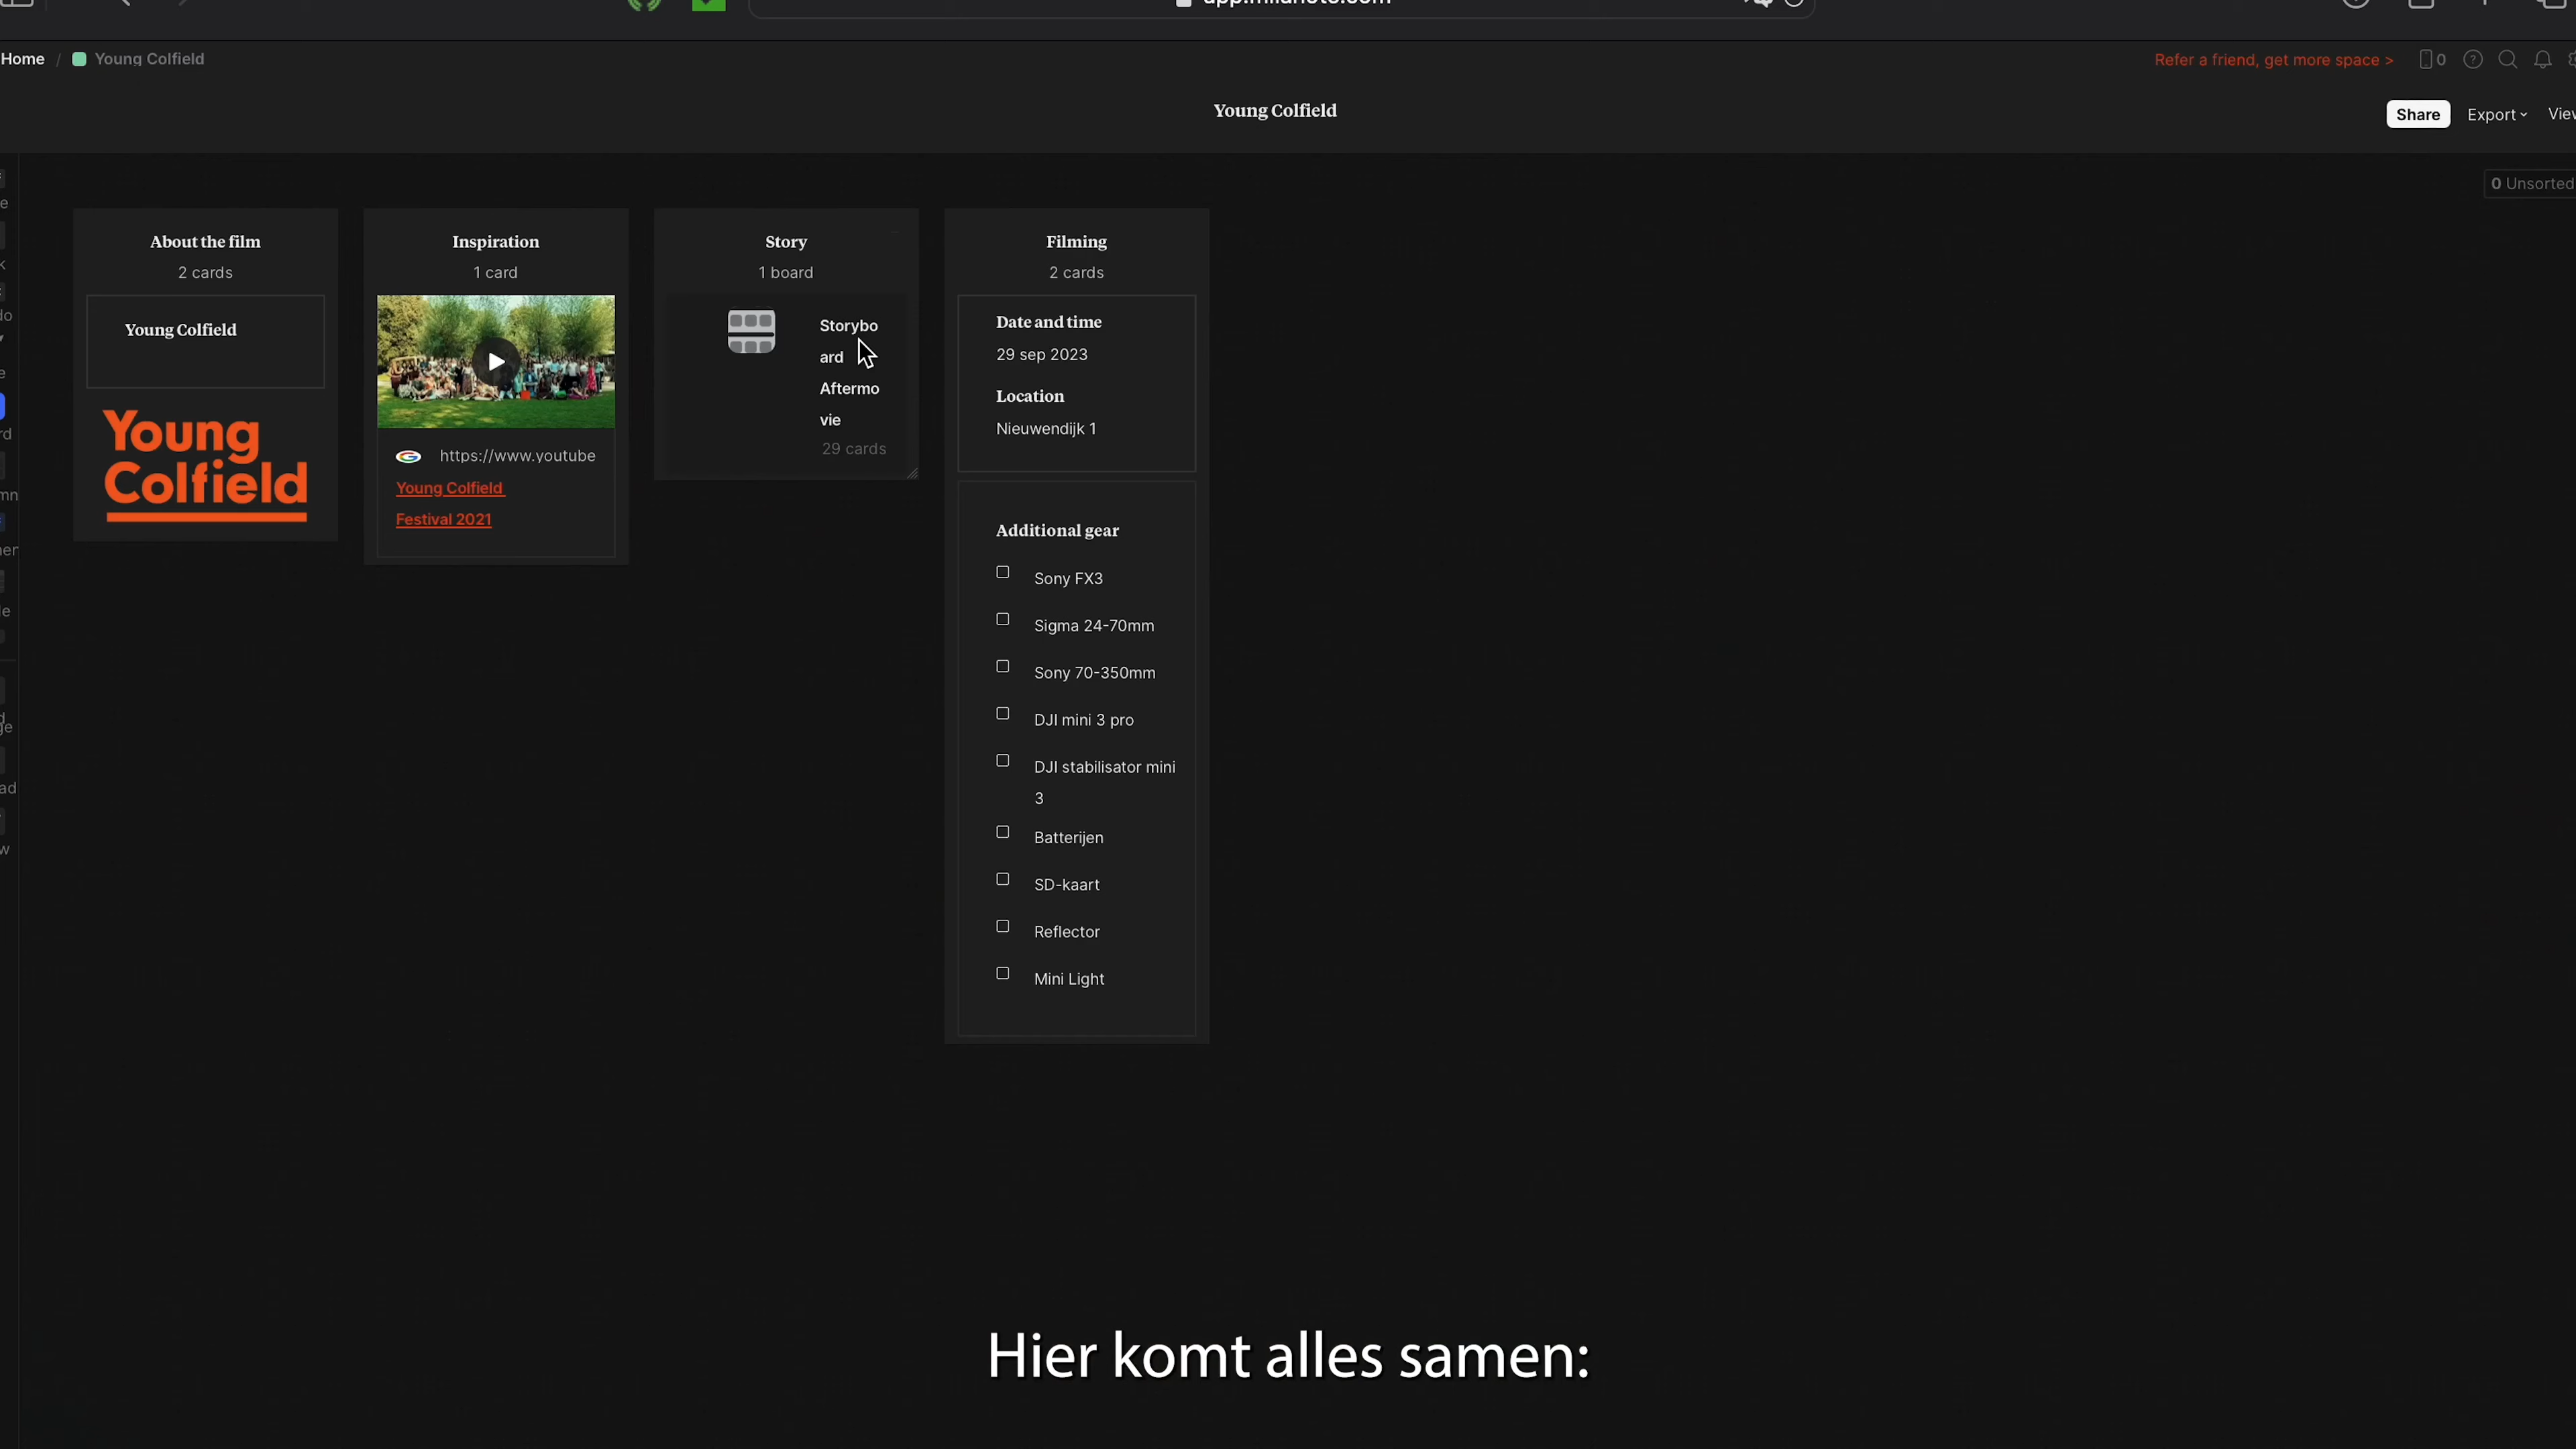 Home / Young Colfield
Refer a friend, get more space >
0
Young Colfield
Share
Export
0 Unsorted
About the film
2 cards
Young Colfield
Young
Colfield
Inspiration
1 card
https://www.youtube
Young Colfield
Festival 2021
Story
1 board
Storybo
ard
Aftermo
vie
29 cards
Filming
2 cards
Date and time
29 sep 2023
Location
Nieuwendijk 1
Additional gear
Sony FX3
Sigma 24-70mm
Sony 70-350mm
DJI mini 3 pro
DJI stabilisator mini
3
Batterijen
SD-kaart
Reflector
Mini Light
Hier komt alles samen: